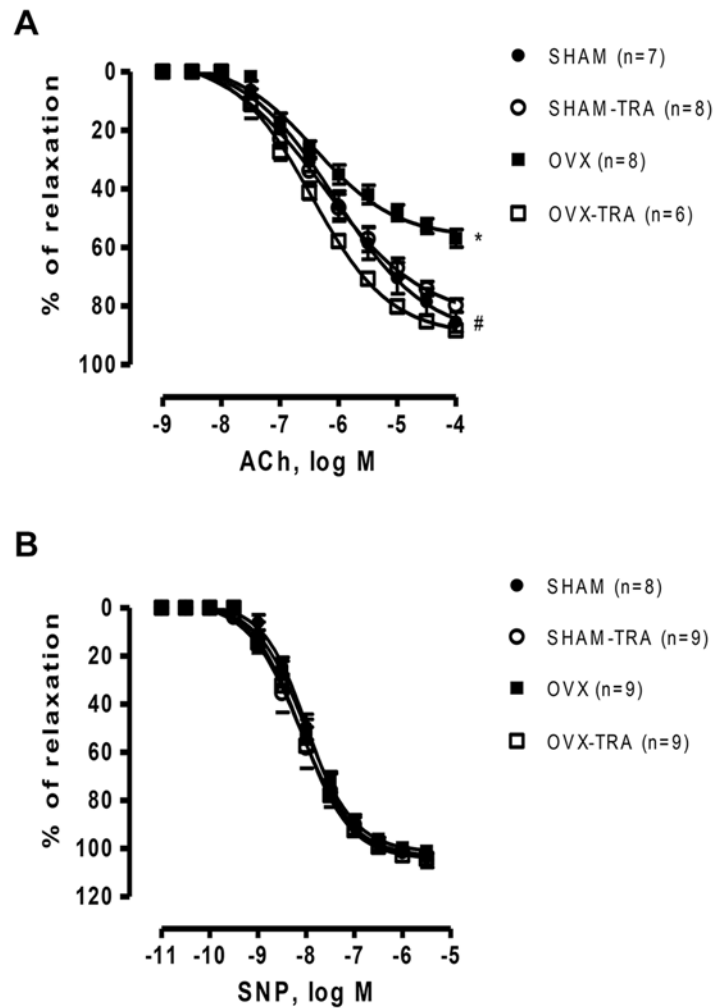 A
% of relaxation
0
20
40
60
80
100
*
#
-9 -8 -7 -6 -5 -4
ACh, log M
SHAM (n=7)
SHAM-TRA (n=8)
OVX (n=8)
OVX-TRA (n=6)
B
% of relaxation
0
20
40
60
80
100
120
-11 -10 -9 -8 -7 -6 -5
SNP, log M
SHAM (n=8)
SHAM-TRA (n=9)
OVX (n=9)
OVX-TRA (n=9)